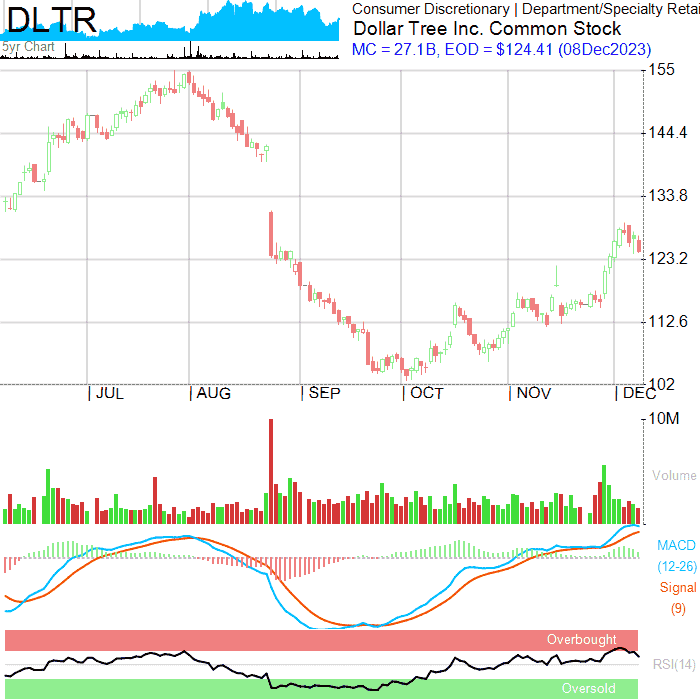 DLTR
5yr Chart
Consumer Discretionary | Department/Specialty Retai
Dollar Tree Inc. Common Stock
MC = 27.1B, EOD = $124.41 (08Dec2023)
155
144.4
133.8
123.2
112.6
102
JUL AUG SEP OCT NOV DEC
10M
Volume
MACD
(12-26)
Signal
(9)
Overbought
RSI(14)
Oversold